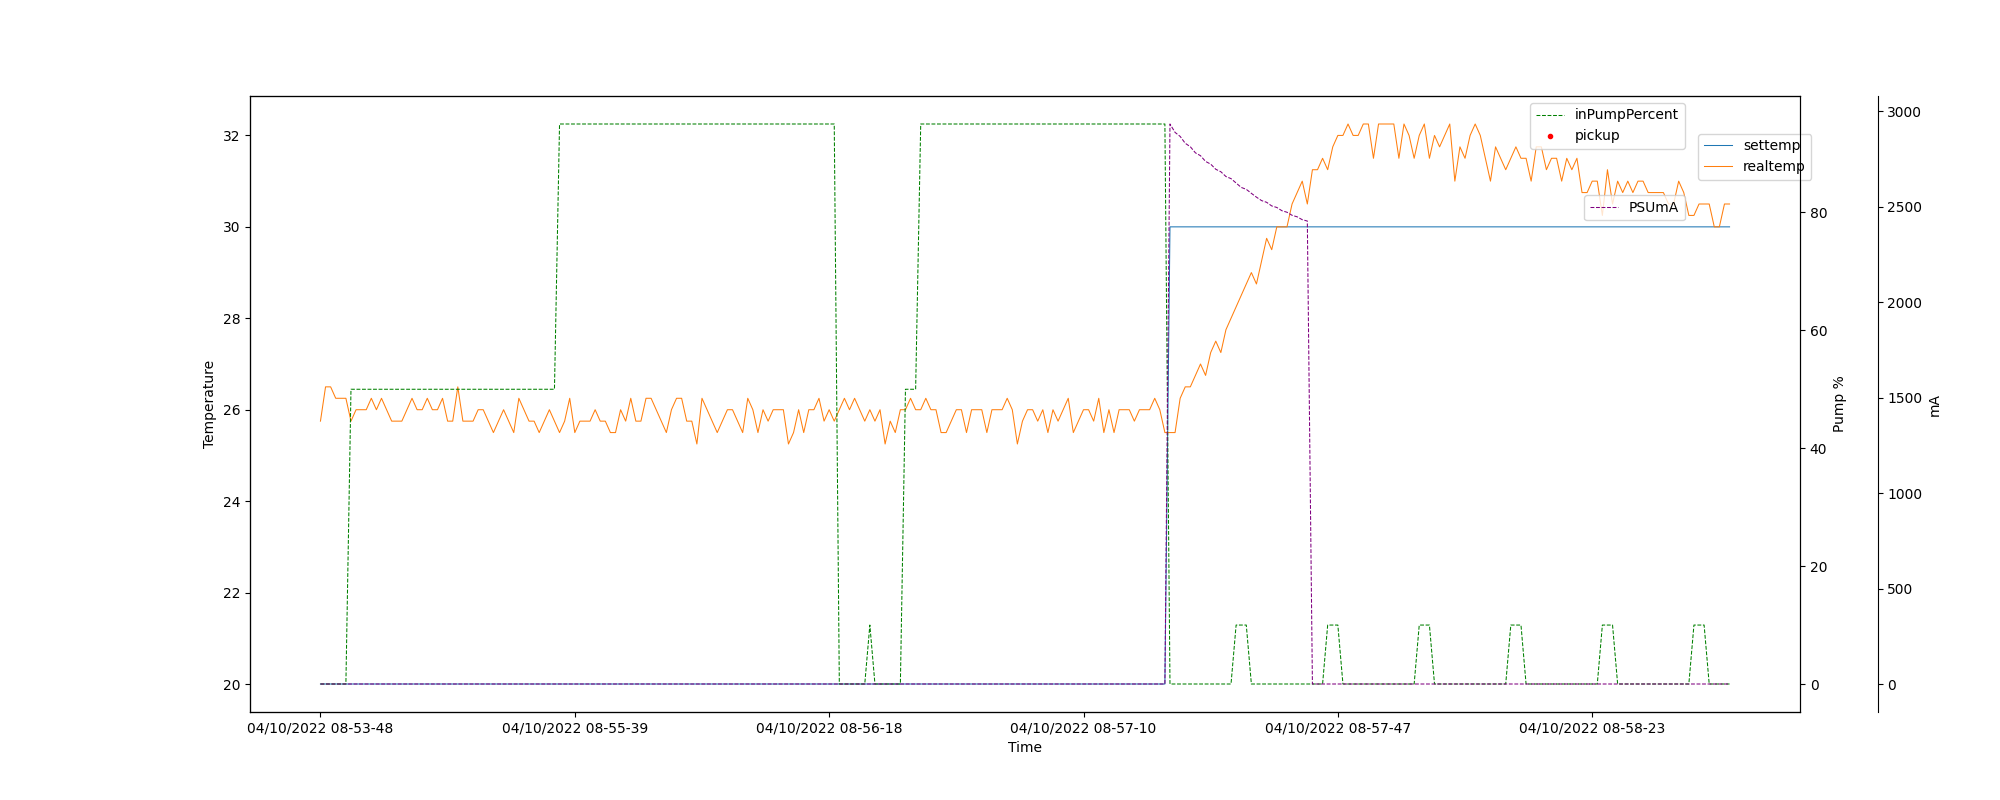 inPumpPercent
pickup
settemp
realtemp
PSUmA
32
30
28
26
24
22
20
Temperature
80
60
40
20
0
Pump %
3000
2500
2000
1500
1000
500
0
mA
04/10/2022 08-53-48
04/10/2022 08-55-39
04/10/2022 08-56-18
04/10/2022 08-57-10
04/10/2022 08-57-47
04/10/2022 08-58-23
Time